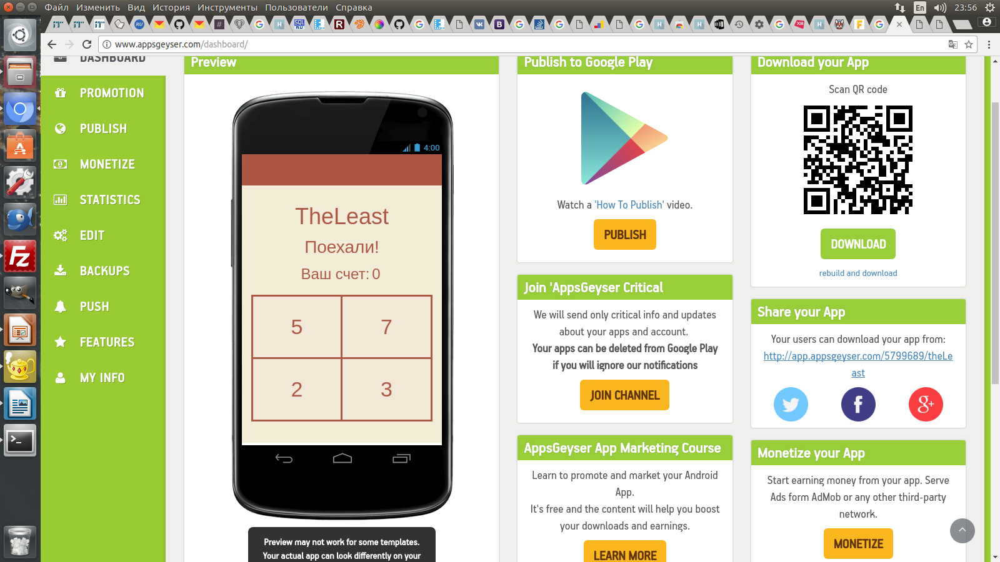 Файл Изменить Вид История Инструменты Пользователи Справка
En 23:56
www.appsgeyser.com/dashboard/
DASHBOARD
PROMOTION
PUBLISH
MONETIZE
STATISTICS
EDIT
BACKUPS
PUSH
FEATURES
MY INFO
Preview
4:00
TheLeast
Поехали!
Ваш счет: 0
5 7
2 3
Preview may not work for some templates.
Your actual app can look differently on your
Publish to Google Play
Watch a 'How To Publish' video.
PUBLISH
Join 'AppsGeyser Critical
We will send only critical info and updates
about your apps and account.
Your apps can be deleted from Google Play
if you will ignore our notifications
JOIN CHANNEL
AppsGeyser App Marketing Course
Learn to promote and market your Android
App.
It's free and the content will help you boost
your downloads and earnings.
LEARN MORE
Download your App
Scan QR code
DOWNLOAD
rebuild and download
Share your App
Your users can download your app from:
http://app.appsgeyser.com/5799689/theLe
ast
Monetize your App
Start earning money from your app. Serve
Ads form AdMob or any other third-party
network.
MONETIZE